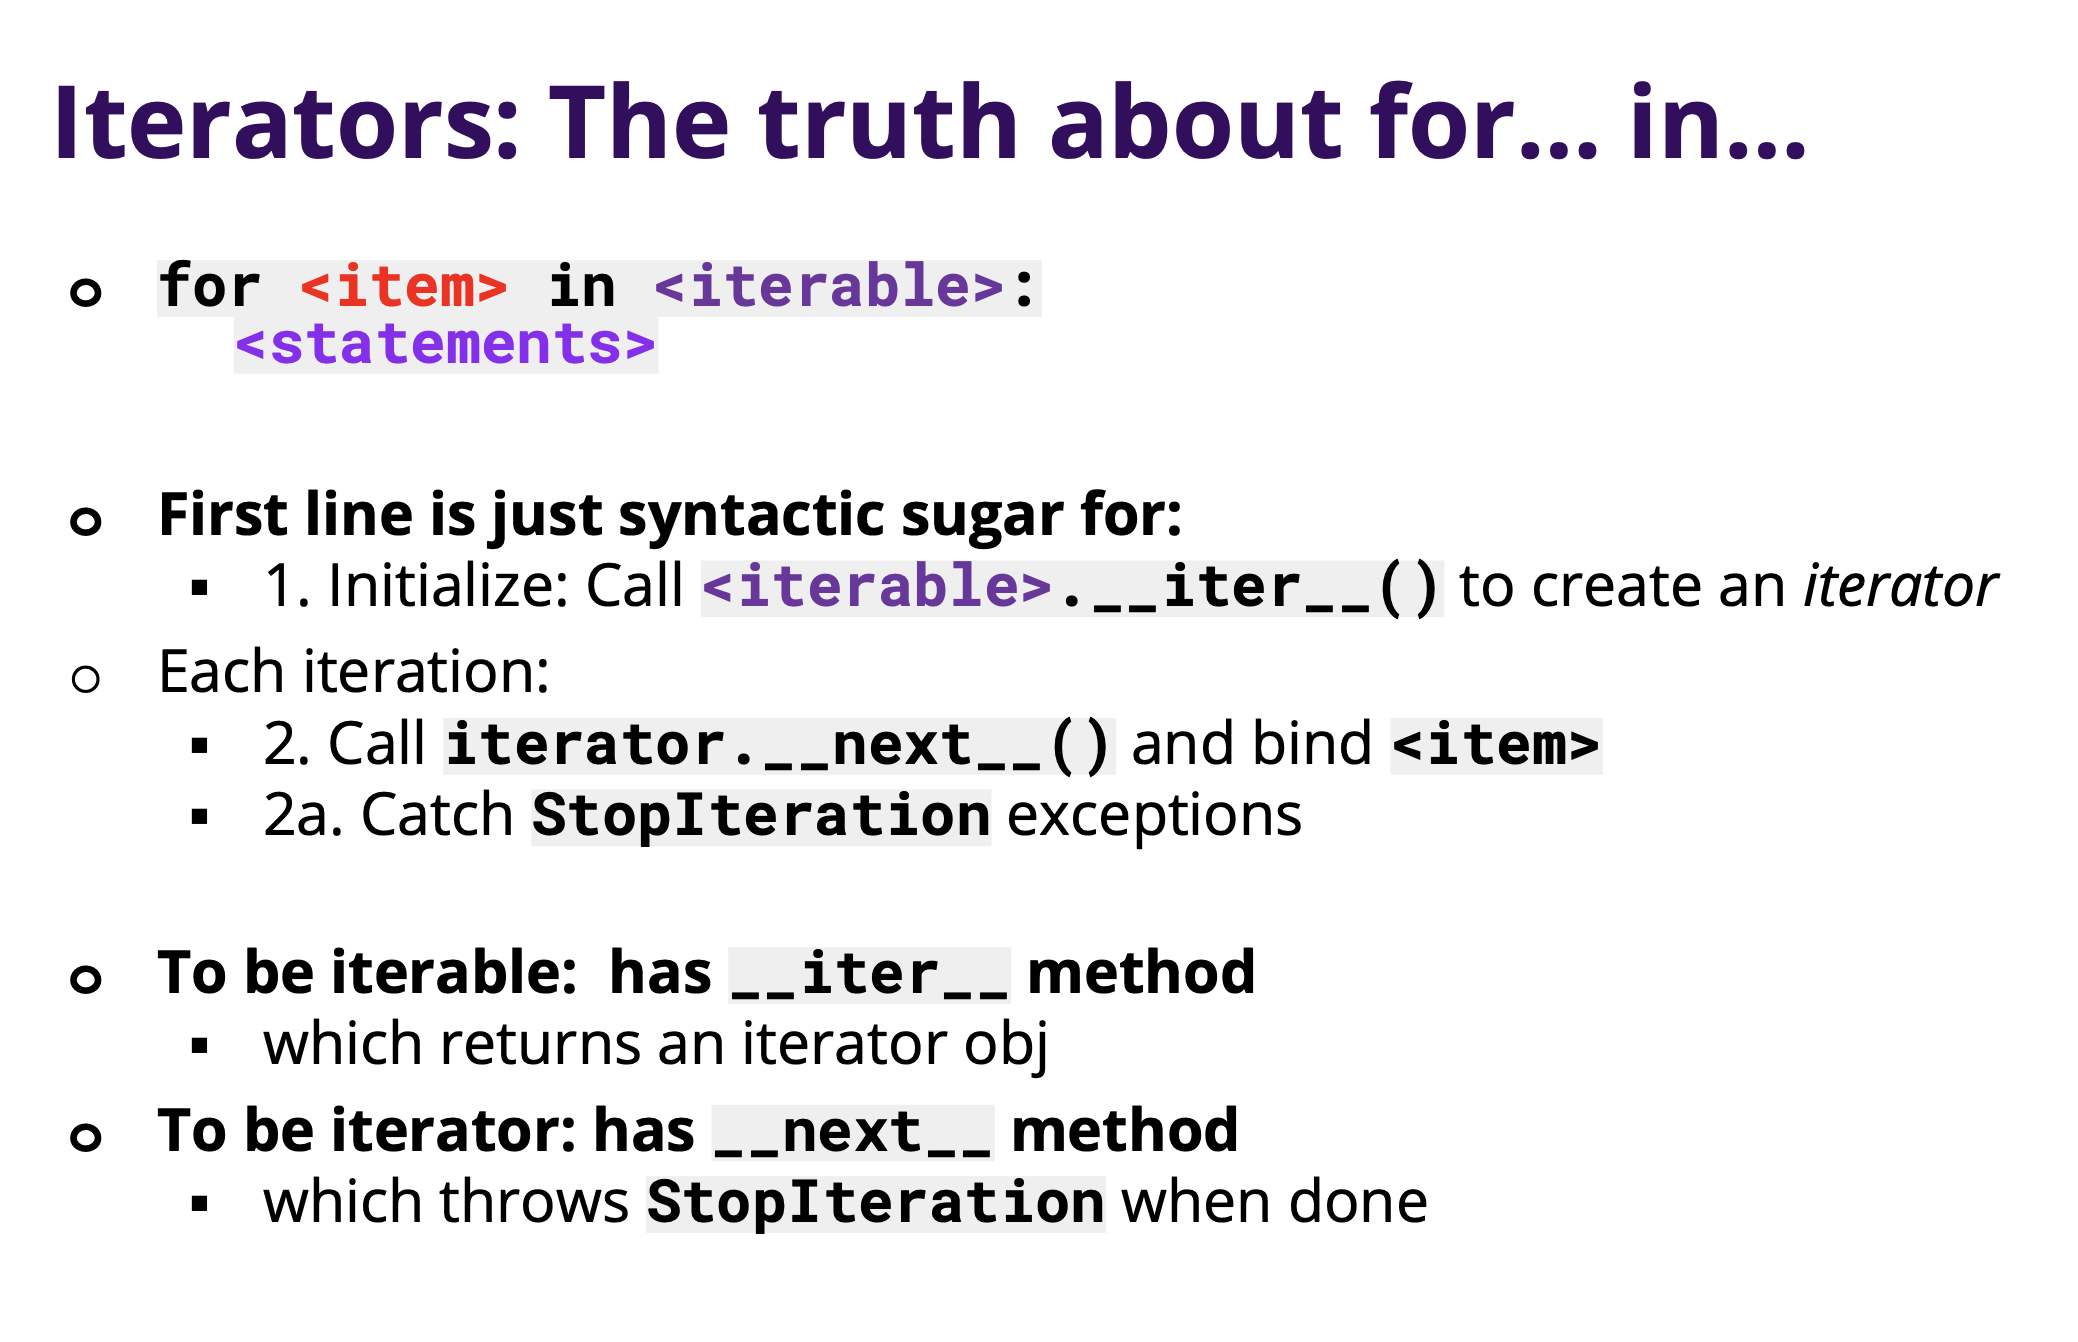 Iterators: The truth about for… in…
for <item> in <iterable>:
<statements>
First line is just syntactic sugar for:
1. Initialize: Call <iterable>.__iter__() to create an iterator
Each iteration:
2. Call iterator.__next__() and bind <item>
2a. Catch StopIteration exceptions
To be iterable:  has __iter__ method
which returns an iterator obj
To be iterator: has __next__ method
which throws StopIteration when done